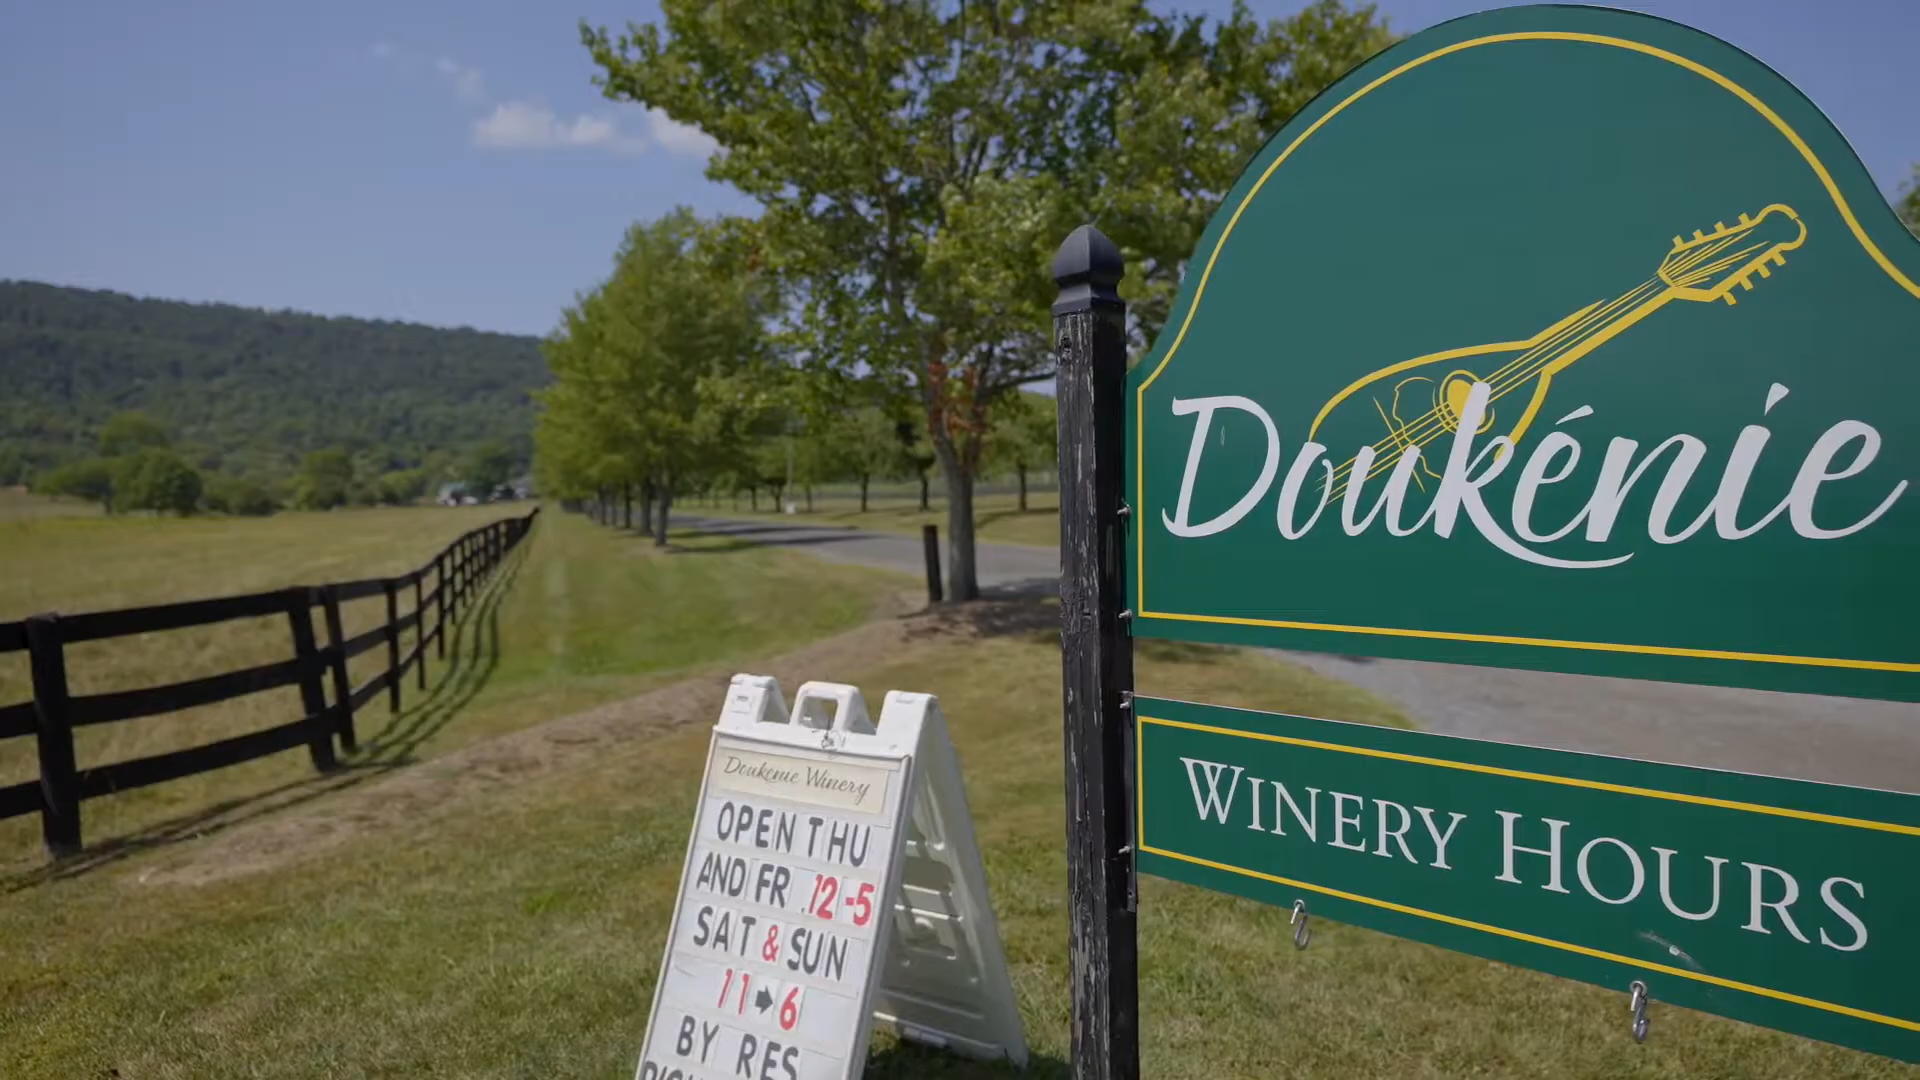 Doukénie
WINERY HOURS
Doukenie Winery
OPEN THU
AND FR 12-5
SAT & SUN
11➡6
BY RES